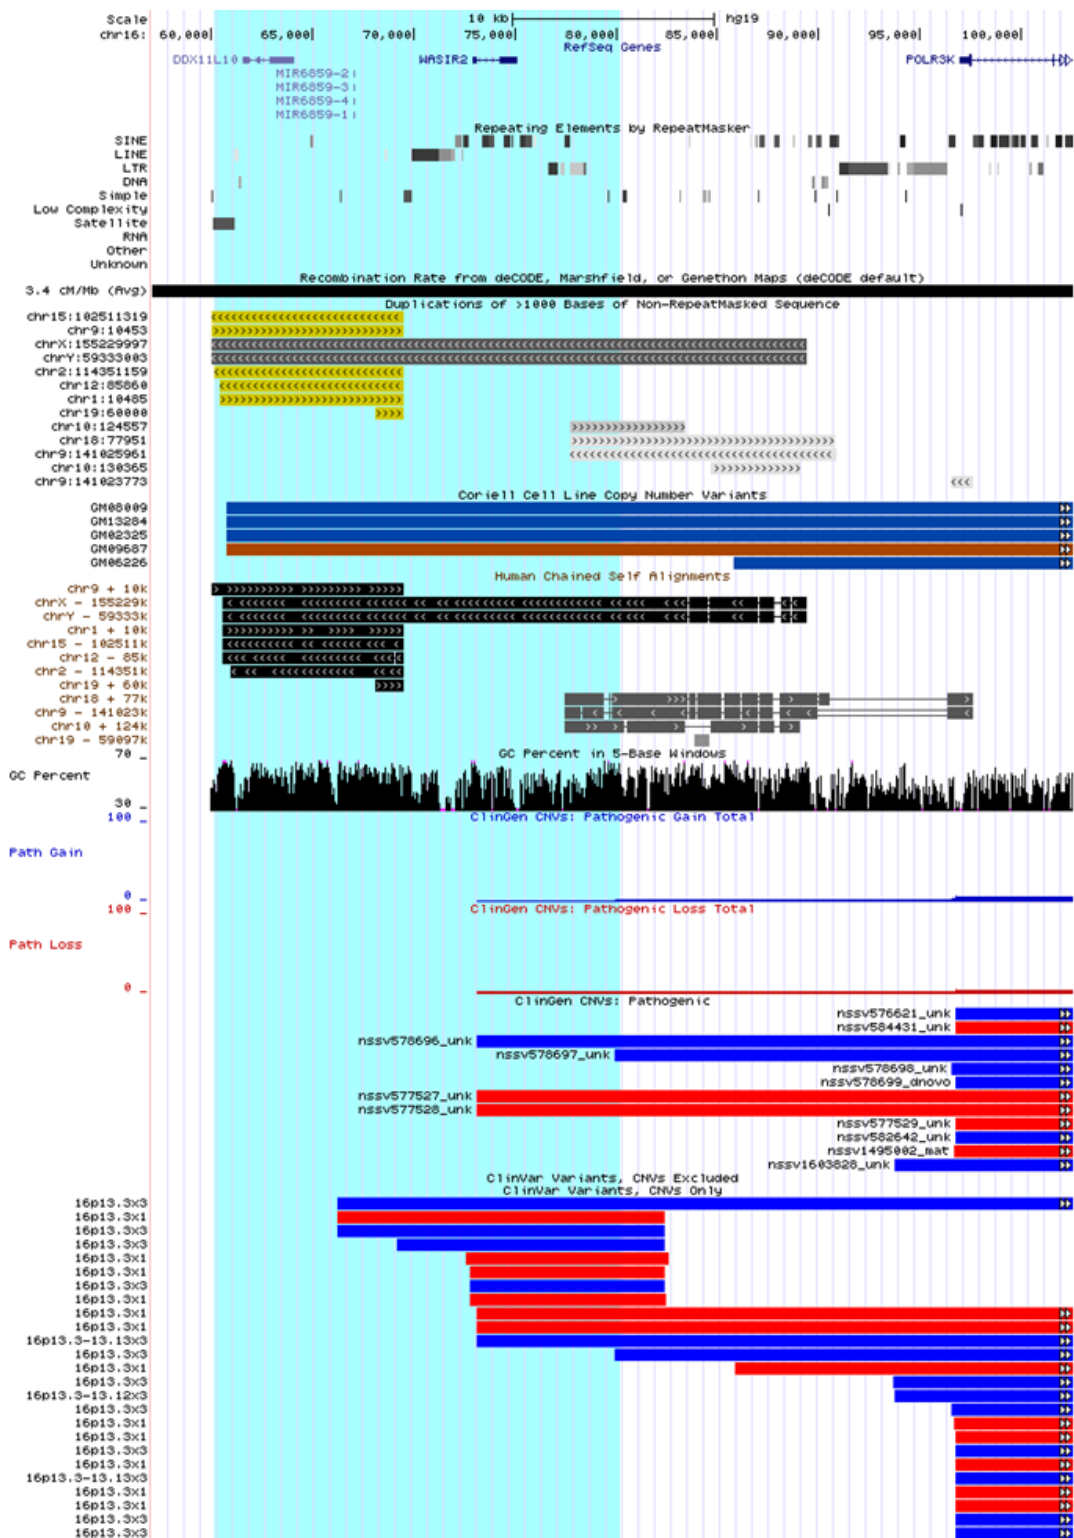 Scale 10 kb hg19
chr16: 60,000 65,000 70,000 75,000 80,000 85,000 90,000 95,000 100,000
RefSeq Genes
DDX11L10 WASIR2 POLR3K
MIR6859-2
MIR6859-3
MIR6859-4
MIR6859-1
Repeating Elements by RepeatMasker
SINE
LINE
LTR
DNA
Simple
Low Complexity
Satellite
RNA
Other
Unknown
Recombination Rate from deCODE, Marshfield, or Genethon Maps (deCODE default)
3.4 cM/Mb (Avg)
Duplications of >1000 Bases of Non-RepeatMasked Sequence
chr15:102511319
chr9:10453
chrX:155229997
chrY:59333003
chr2:114351159
chr12:85860
chr1:10485
chr19:60000
chr10:124557
chr18:77951
chr9:141025961
chr10:130365
chr9:141023773
Coriell Cell Line Copy Number Variants
GM08009
GM13284
GM02325
GM09687
GM06226
Human Chained Self Alignments
chr9 + 10k
chrX - 155229k
chrY - 59333k
chr1 + 10k
chr15 - 102511k
chr12 - 85k
chr2 - 114351k
chr19 + 60k
chr18 + 77k
chr9 - 141023k
chr10 + 124k
chr19 - 59097k
GC Percent in 5-Base Windows
70
GC Percent
30
ClinGen CNVs: Pathogenic Gain Total
100
Path Gain
0
ClinGen CNVs: Pathogenic Loss Total
100
Path Loss
0
ClinGen CNVs: Pathogenic
nssv576621_unk
nssv584431_unk
nssv578696_unk
nssv578697_unk
nssv578698_unk
nssv578699_dnovo
nssv577527_unk
nssv577528_unk
nssv577529_unk
nssv582642_unk
nssv1495002_mat
nssv1603828_unk
ClinVar Variants, CNVs Excluded
ClinVar Variants, CNVs Only
16p13.3x3
16p13.3x1
16p13.3x3
16p13.3x3
16p13.3x1
16p13.3x1
16p13.3x3
16p13.3x1
16p13.3x1
16p13.3x1
16p13.3-13.13x3
16p13.3x3
16p13.3x1
16p13.3x3
16p13.3-13.12x3
16p13.3x3
16p13.3x1
16p13.3x1
16p13.3x3
16p13.3x1
16p13.3-13.13x3
16p13.3x1
16p13.3x1
16p13.3x3
16p13.3x3